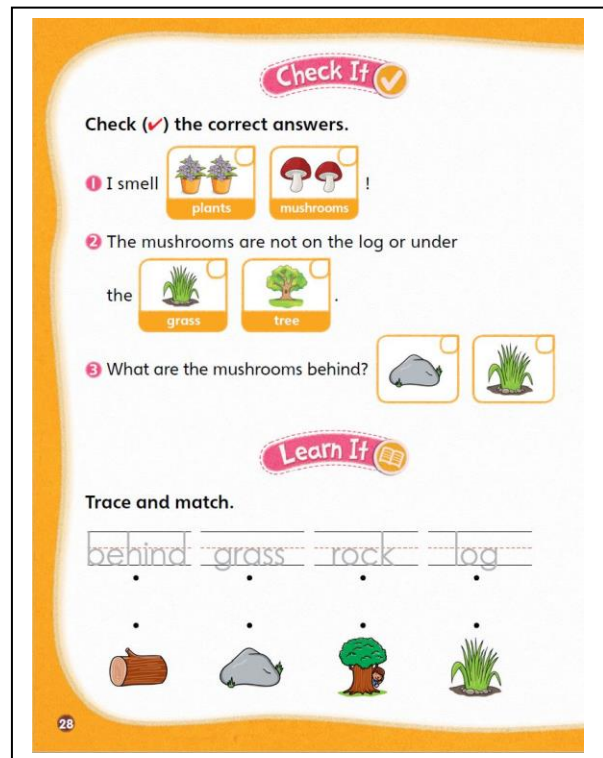 Check It
Check (✔) the correct answers.
1 I smell plants mushrooms !
2 The mushrooms are not on the log or under
the grass tree .
3 What are the mushrooms behind?
Learn It
Trace and match.
behind grass rock log
28